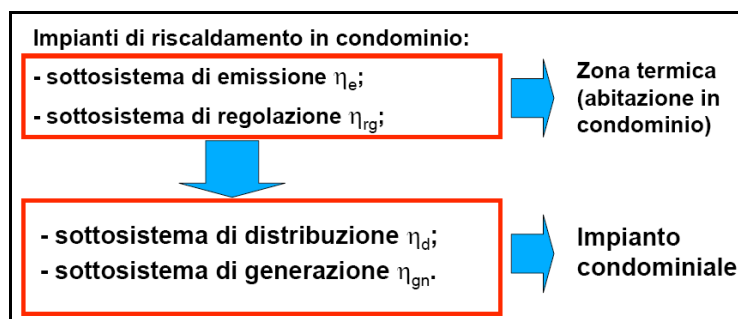 Impianti di riscaldamento in condominio:
- sottosistema di emissione ηe;
- sottosistema di regolazione ηrg;
Zona termica
(abitazione in
condominio)
- sottosistema di distribuzione ηd;
- sottosistema di generazione ηgn.
Impianto
condominiale